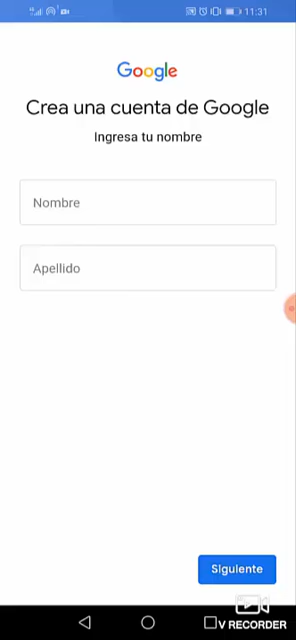 11:31
Google
Crea una cuenta de Google
Ingresa tu nombre
Nombre
Apellido
Siguiente
V RECORDER